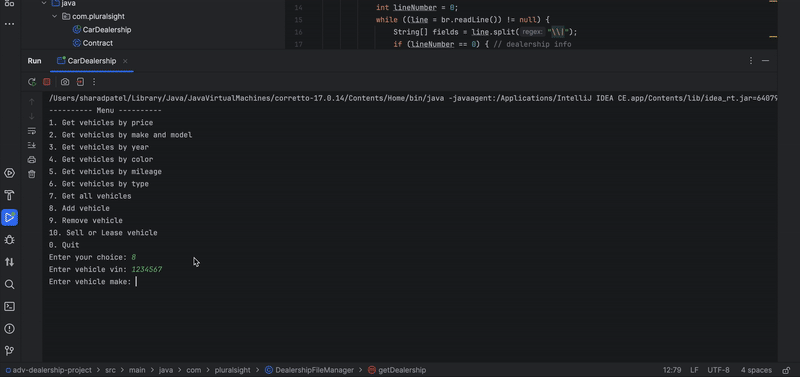 java
com.pluralsight
CarDealership
Contract
14 int lineNumber = 0;
15 while ((line = br.readLine()) != null) {
16 String[] fields = line.split( regex: "\\|");
17 if (lineNumber == 0) { // dealership info
Run CarDealership ×
/Users/sharadpatel/Library/Java/JavaVirtualMachines/corretto-17.0.14/Contents/Home/bin/java -javaagent:/Applications/IntelliJ IDEA CE.app/Contents/lib/idea_rt.jar=64079
---------- Menu ----------
1. Get vehicles by price
2. Get vehicles by make and model
3. Get vehicles by year
4. Get vehicles by color
5. Get vehicles by mileage
6. Get vehicles by type
7. Get all vehicles
8. Add vehicle
9. Remove vehicle
10. Sell or Lease vehicle
0. Quit
Enter your choice: 8
Enter vehicle vin: 1234567
Enter vehicle make:
adv-dealership-project > src > main > java > com > pluralsight > DealershipFileManager > getDealership 12:79 LF UTF-8 4 spaces